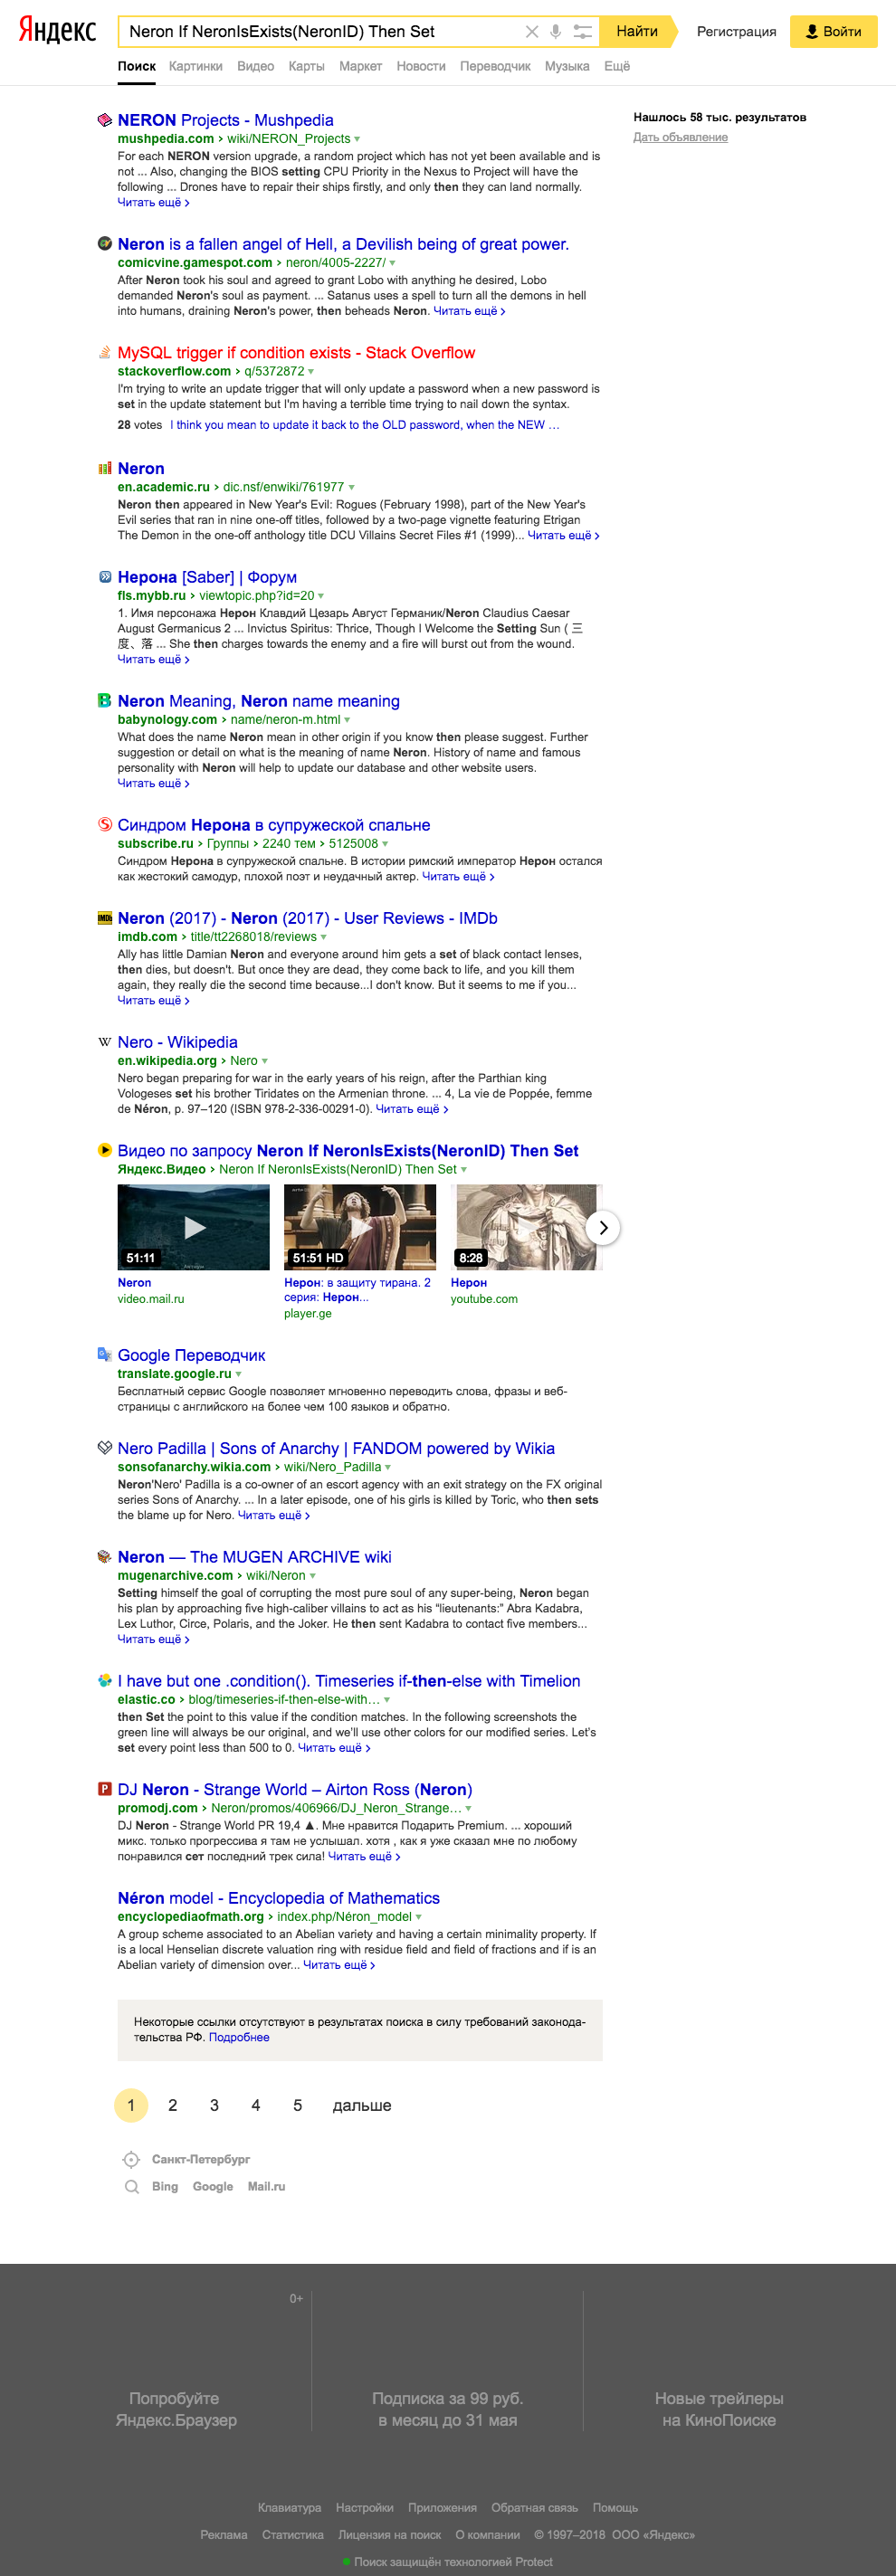 Яндекс
Neron If NeronIsExists(NeronID) Then Set
Найти
Регистрация
Войти
Поиск Картинки Видео Карты Маркет Новости Переводчик Музыка Ещё
Нашлось 58 тыс. результатов
Дать объявление
NERON Projects - Mushpedia
mushpedia.com › wiki/NERON_Projects
For each NERON version upgrade, a random project which has not yet been available and is
not ... Also, changing the BIOS setting CPU Priority in the Nexus to Project will have the
following ... Drones have to repair their ships firstly, and only then they can land normally.
Читать ещё ›
Neron is a fallen angel of Hell, a Devilish being of great power.
comicvine.gamespot.com › neron/4005-2227/
After Neron took his soul and agreed to grant Lobo with anything he desired, Lobo
demanded Neron's soul as payment. ... Satanus uses a spell to turn all the demons in hell
into humans, draining Neron's power, then beheads Neron. Читать ещё ›
MySQL trigger if condition exists - Stack Overflow
stackoverflow.com › q/5372872
I'm trying to write an update trigger that will only update a password when a new password is
set in the update statement but I'm having a terrible time trying to nail down the syntax.
28 votes I think you mean to update it back to the OLD password, when the NEW ...
Neron
en.academic.ru › dic.nsf/enwiki/761977
Neron then appeared in New Year's Evil: Rogues (February 1998), part of the New Year's
Evil series that ran in nine one-off titles, followed by a two-page vignette featuring Etrigan
The Demon in the one-off anthology title DCU Villains Secret Files #1 (1999)... Читать ещё ›
Нерона [Saber] | Форум
fls.mybb.ru › viewtopic.php?id=20
1. Имя персонажа Нерон Клавдий Цезарь Август Германик/Neron Claudius Caesar
August Germanicus 2 ... Invictus Spiritus: Thrice, Though I Welcome the Setting Sun ( 三
度、落 ... She then charges towards the enemy and a fire will burst out from the wound.
Читать ещё ›
Neron Meaning, Neron name meaning
babynology.com › name/neron-m.html
What does the name Neron mean in other origin if you know then please suggest. Further
suggestion or detail on what is the meaning of name Neron. History of name and famous
personality with Neron will help to update our database and other website users.
Читать ещё ›
Синдром Нерона в супружеской спальне
subscribe.ru › Группы › 2240 тем › 5125008
Синдром Нерона в супружеской спальне. В истории римский император Нерон остался
как жестокий самодур, плохой поэт и неудачный актер. Читать ещё ›
IMDb
Neron (2017) - Neron (2017) - User Reviews - IMDb
imdb.com › title/tt2268018/reviews
Ally has little Damian Neron and everyone around him gets a set of black contact lenses,
then dies, but doesn't. But once they are dead, they come back to life, and you kill them
again, they really die the second time because...I don't know. But it seems to me if you...
Читать ещё ›
W
Nero - Wikipedia
en.wikipedia.org › Nero
Nero began preparing for war in the early years of his reign, after the Parthian king
Vologeses set his brother Tiridates on the Armenian throne. ... 4, La vie de Poppée, femme
de Néron, p. 97–120 (ISBN 978-2-336-00291-0). Читать ещё ›
Видео по запросу Neron If NeronIsExists(NeronID) Then Set
Яндекс.Видео › Neron If NeronIsExists(NeronID) Then Set
51:11
51:51 HD
8:28
Neron
video.mail.ru
Нерон: в защиту тирана. 2
серия: Нерон...
player.ge
Нерон
youtube.com
Google Переводчик
translate.google.ru
Бесплатный сервис Google позволяет мгновенно переводить слова, фразы и веб-
страницы с английского на более чем 100 языков и обратно.
Nero Padilla | Sons of Anarchy | FANDOM powered by Wikia
sonsofanarchy.wikia.com › wiki/Nero_Padilla
Neron'Nero' Padilla is a co-owner of an escort agency with an exit strategy on the FX original
series Sons of Anarchy. ... In a later episode, one of his girls is killed by Toric, who then sets
the blame up for Nero. Читать ещё ›
Neron — The MUGEN ARCHIVE wiki
mugenarchive.com › wiki/Neron
Setting himself the goal of corrupting the most pure soul of any super-being, Neron began
his plan by approaching five high-caliber villains to act as his “lieutenants:” Abra Kadabra,
Lex Luthor, Circe, Polaris, and the Joker. He then sent Kadabra to contact five members...
Читать ещё ›
I have but one .condition(). Timeseries if-then-else with Timelion
elastic.co › blog/timeseries-if-then-else-with...
then Set the point to this value if the condition matches. In the following screenshots the
green line will always be our original, and we'll use other colors for our modified series. Let's
set every point less than 500 to 0. Читать ещё ›
P
DJ Neron - Strange World – Airton Ross (Neron)
promodj.com › Neron/promos/406966/DJ_Neron_Strange...
DJ Neron - Strange World PR 19,4 ▲. Мне нравится Подарить Premium. ... хороший
микс. только прогрессива я там не услышал. хотя , как я уже сказал мне по любому
понравился сет последний трек сила! Читать ещё ›
Néron model - Encyclopedia of Mathematics
encyclopediaofmath.org › index.php/Néron_model
A group scheme associated to an Abelian variety and having a certain minimality property. If
is a local Henselian discrete valuation ring with residue field and field of fractions and if is an
Abelian variety of dimension over... Читать ещё ›
Некоторые ссылки отсутствуют в результатах поиска в силу требований законода-
тельства РФ. Подробнее
1 2 3 4 5 дальше
Санкт-Петербург
Bing Google Mail.ru
0+
Попробуйте
Яндекс.Браузер
Подписка за 99 руб.
в месяц до 31 мая
Новые трейлеры
на КиноПоиске
Клавиатура Настройки Приложения Обратная связь Помощь
Реклама Статистика Лицензия на поиск О компании © 1997–2018 ООО «Яндекс»
Поиск защищён технологией Protect